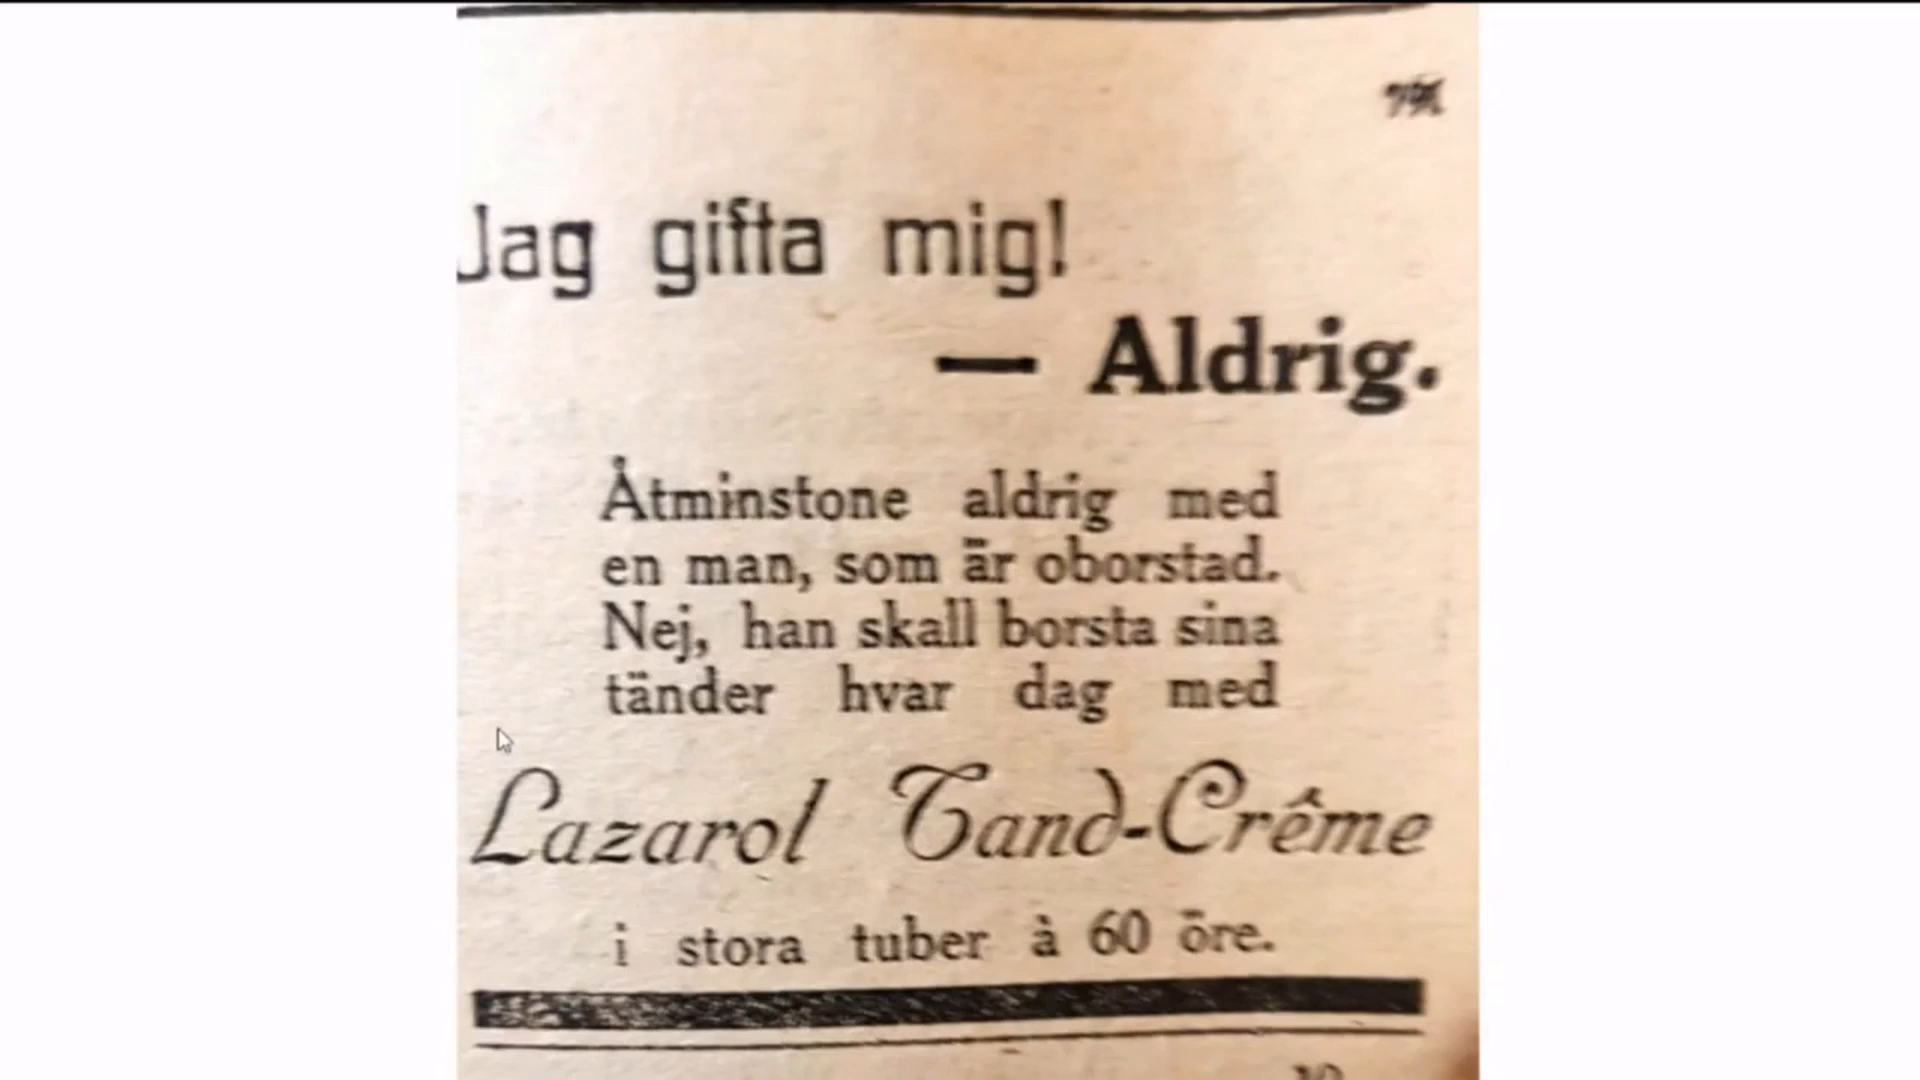 Jag gifta mig!
— Aldrig.
Åtminstone aldrig med
en man, som är oborstad.
Nej, han skall borsta sina
tänder hvar dag med
Lazarol Tand-Crême
i stora tuber à 60 öre.